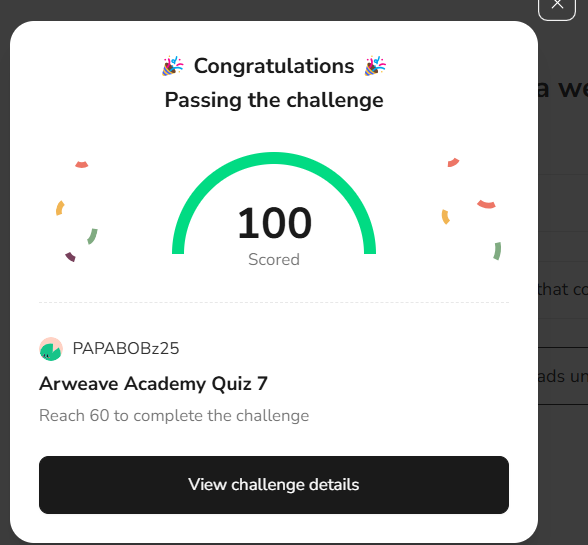 Congratulations
Passing the challenge
a we
100
Scored
that co
PAPABOBz25
ads un
Arweave Academy Quiz 7
Reach 60 to complete the challenge
View challenge details